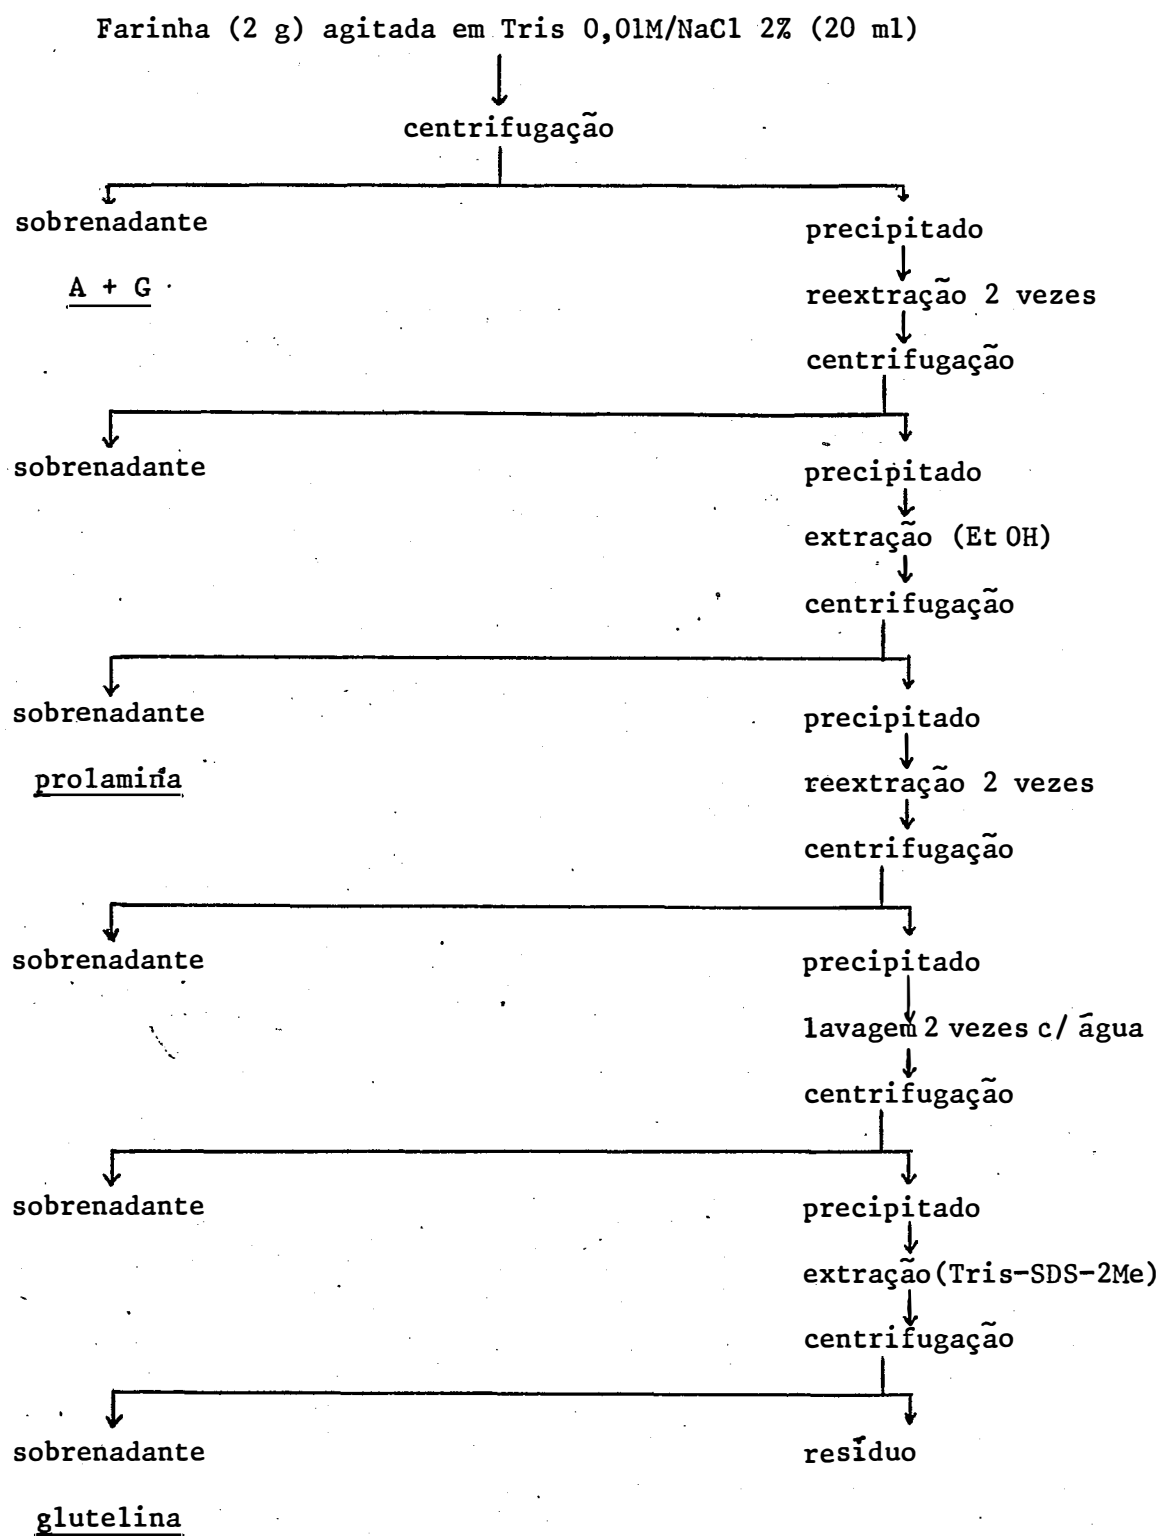 Farinha (2 g) agitada em Tris 0,01M/NaCl 2% (20 ml)
centrifugação
sobrenadante
precipitado
A + G
reextração 2 vezes
centrifugação
sobrenadante
precipitado
extração (Et OH)
centrifugação
sobrenadante
precipitado
prolamina
reextração 2 vezes
centrifugação
sobrenadante
precipitado
lavagem 2 vezes c/ água
centrifugação
sobrenadante
precipitado
extração(Tris-SDS-2Me)
centrifugação
sobrenadante
resíduo
glutelina